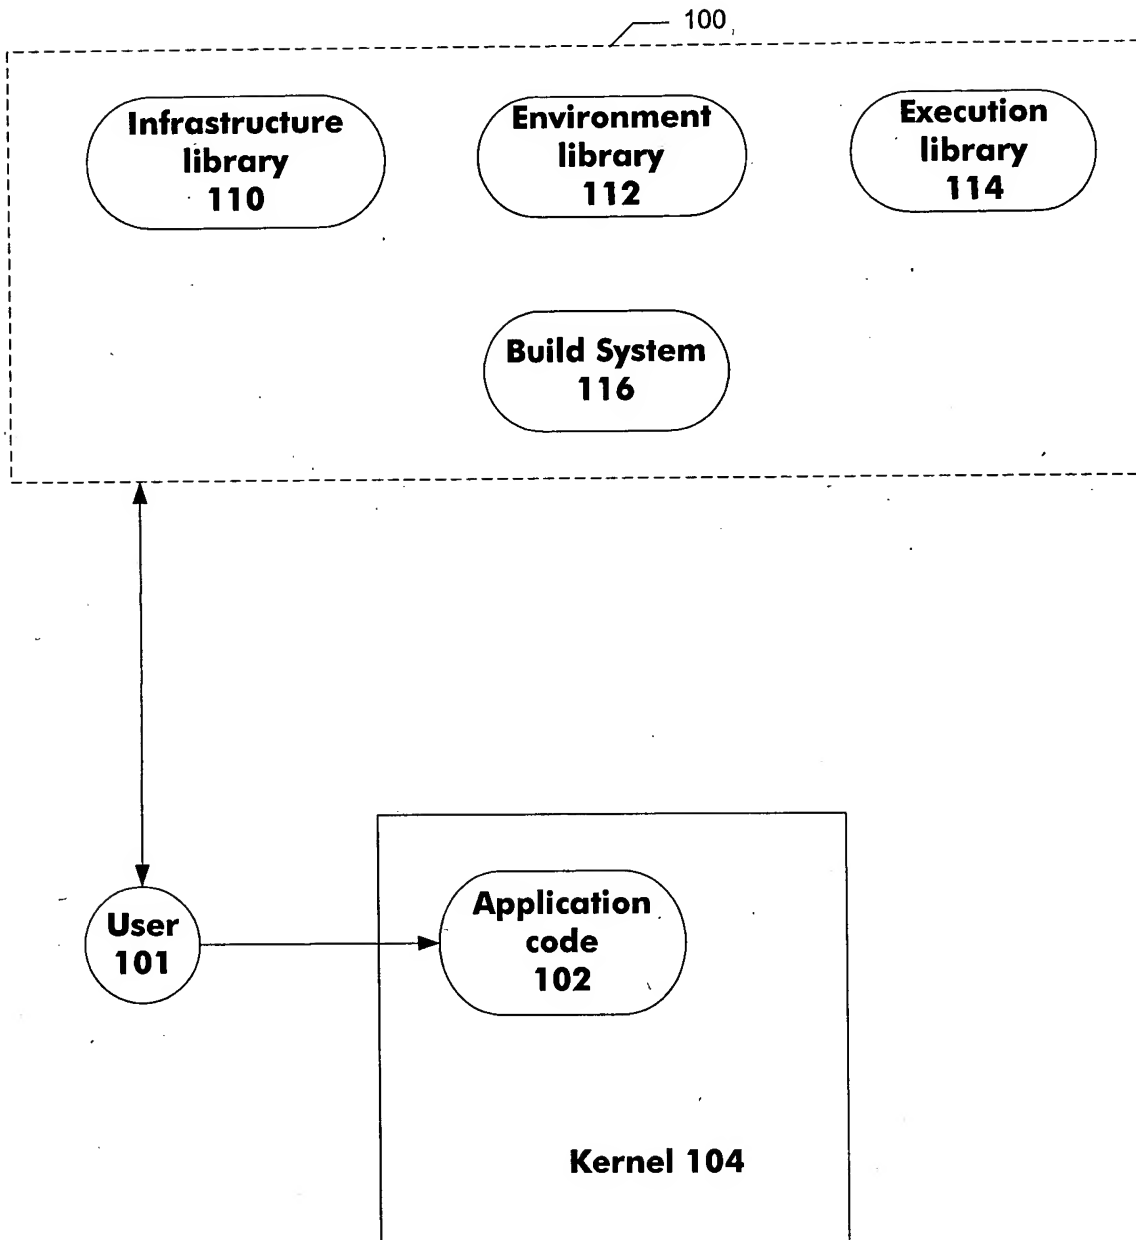 100
Infrastructure
library
110
Environment
library
112
Execution
library
114
Build System
116
User
101
Application
code
102
Kernel 104